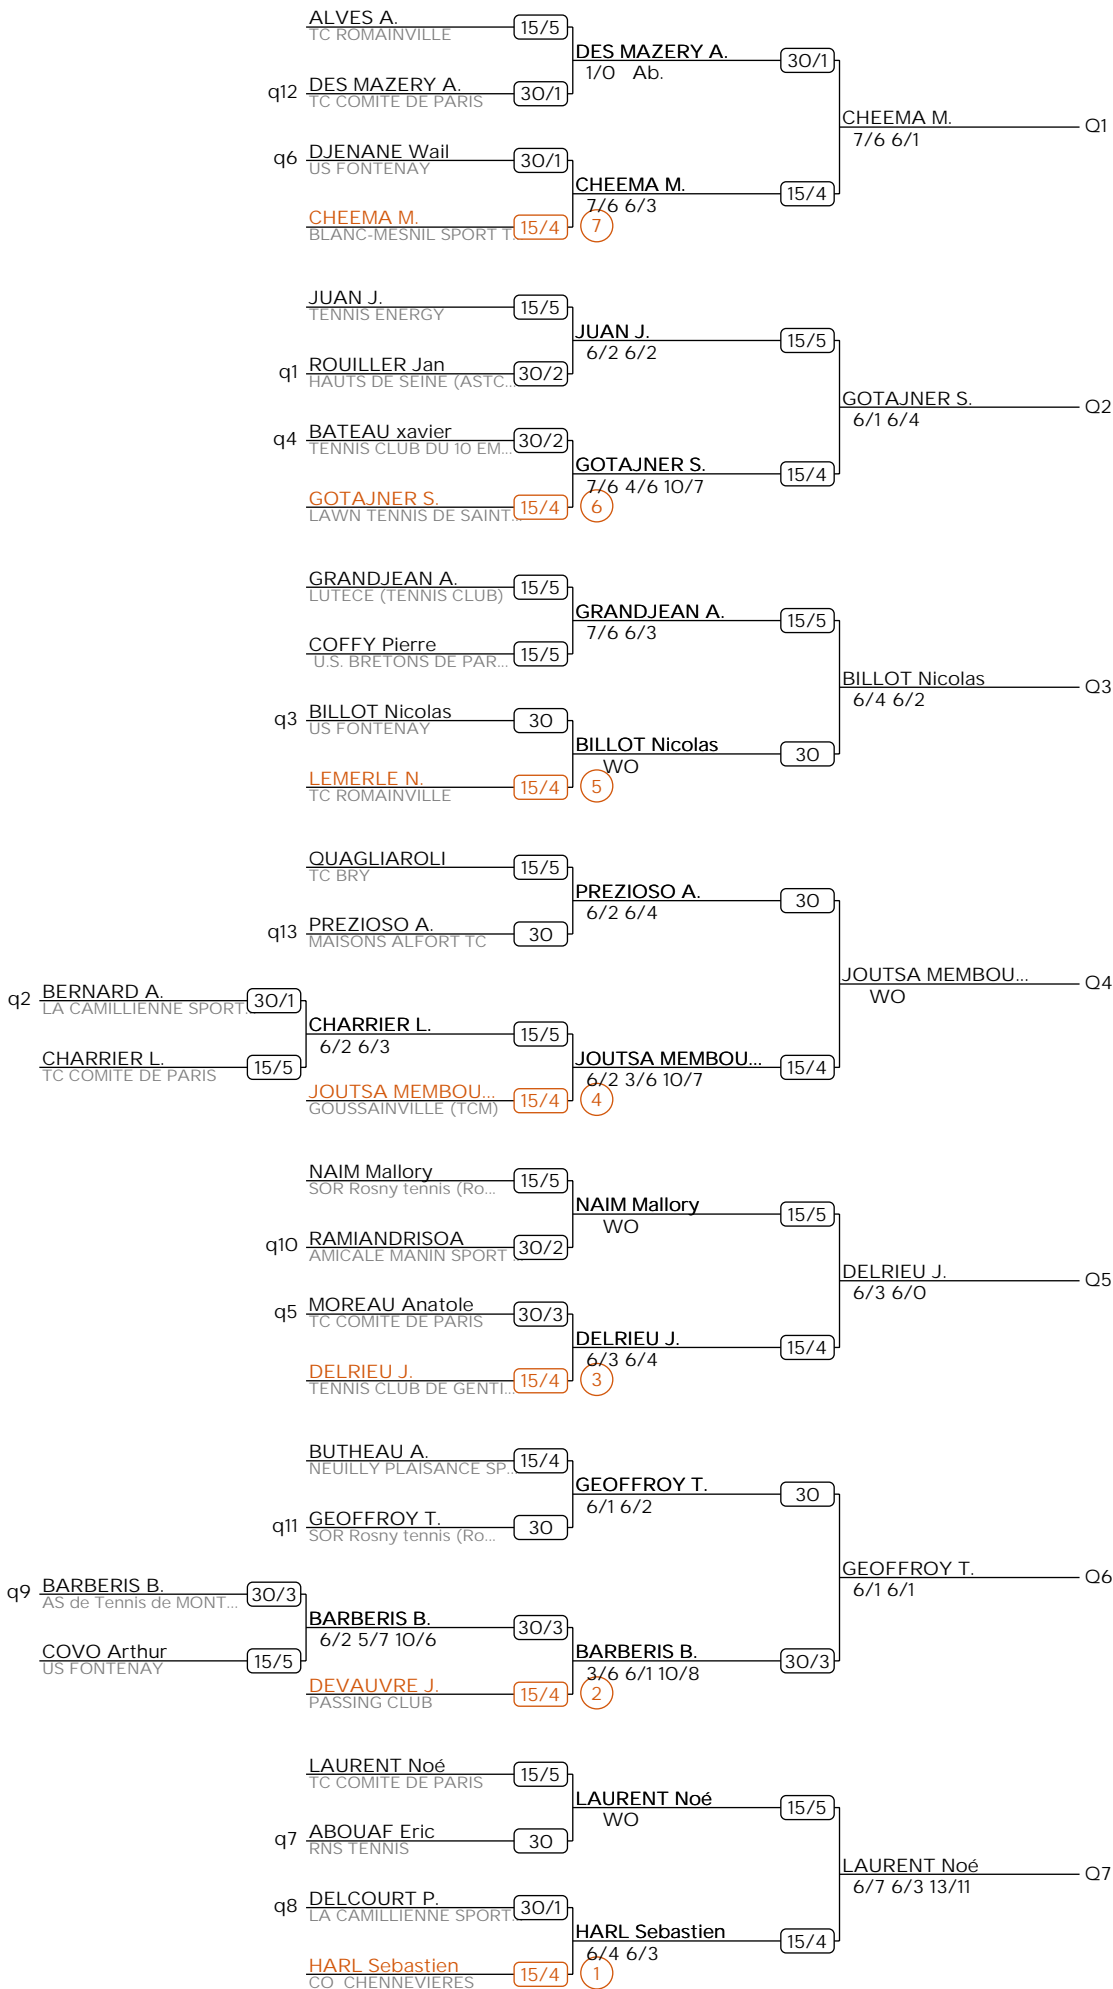 ALVES A.
TC ROMAINVILLE
15/5
DES MAZERY A.
1/0 Ab.
30/1
q12 DES MAZERY A.
TC COMITE DE PARIS
30/1
CHEEMA M.
7/6 6/1
Q1
q6 DJENANE Wail
US FONTENAY
30/1
CHEEMA M.
7/6 6/3
15/4
CHEEMA M.
BLANC-MESNIL SPORT T...
15/4
7
JUAN J.
TENNIS ENERGY
15/5
JUAN J.
6/2 6/2
15/5
q1 ROUILLER Jan
HAUTS DE SEINE (ASTC...
30/2
GOTAJNER S.
6/1 6/4
Q2
q4 BATEAU xavier
TENNIS CLUB DU 10 EM...
30/2
GOTAJNER S.
7/6 4/6 10/7
15/4
GOTAJNER S.
LAWN TENNIS DE SAINT...
15/4
6
GRANDJEAN A.
LUTECE (TENNIS CLUB)
15/5
GRANDJEAN A.
7/6 6/3
15/5
COFFY Pierre
U.S. BRETONS DE PAR...
15/5
BILLOT Nicolas
6/4 6/2
Q3
q3 BILLOT Nicolas
US FONTENAY
30
BILLOT Nicolas
WO
30
LEMERLE N.
TC ROMAINVILLE
15/4
5
QUAGLIAROLI
TC BRY
15/5
PREZIOSO A.
6/2 6/4
30
q13 PREZIOSO A.
MAISONS ALFORT TC
30
JOUTSA MEMBOU...
WO
Q4
q2 BERNARD A.
LA CAMILLIENNE SPORT...
30/1
CHARRIER L.
6/2 6/3
15/5
CHARRIER L.
TC COMITE DE PARIS
15/5
JOUTSA MEMBOU...
6/2 3/6 10/7
15/4
JOUTSA MEMBOU...
GOUSSAINVILLE (TCM)
15/4
4
NAIM Mallory
SOR Rosny tennis (Ro...
15/5
NAIM Mallory
WO
15/5
q10 RAMIANDRISOA
AMICALE MANIN SPORT ...
30/2
DELRIEU J.
6/3 6/0
Q5
q5 MOREAU Anatole
TC COMITE DE PARIS
30/3
DELRIEU J.
6/3 6/4
15/4
DELRIEU J.
TENNIS CLUB DE GENTI...
15/4
3
BUTHEAU A.
NEUILLY PLAISANCE SP...
15/4
GEOFFROY T.
6/1 6/2
30
q11 GEOFFROY T.
SOR Rosny tennis (Ro...
30
GEOFFROY T.
6/1 6/1
Q6
q9 BARBERIS B.
AS de Tennis de MONT...
30/3
BARBERIS B.
6/2 5/7 10/6
30/3
COVO Arthur
US FONTENAY
15/5
BARBERIS B.
3/6 6/1 10/8
30/3
DEVAUVRE J.
PASSING CLUB
15/4
2
LAURENT Noé
TC COMITE DE PARIS
15/5
LAURENT Noé
WO
15/5
q7 ABOUAF Eric
RNS TENNIS
30
LAURENT Noé
6/7 6/3 13/11
Q7
q8 DELCOURT P.
LA CAMILLIENNE SPORT...
30/1
HARL Sebastien
6/4 6/3
15/4
HARL Sebastien
CO CHENNEVIERES
15/4
1